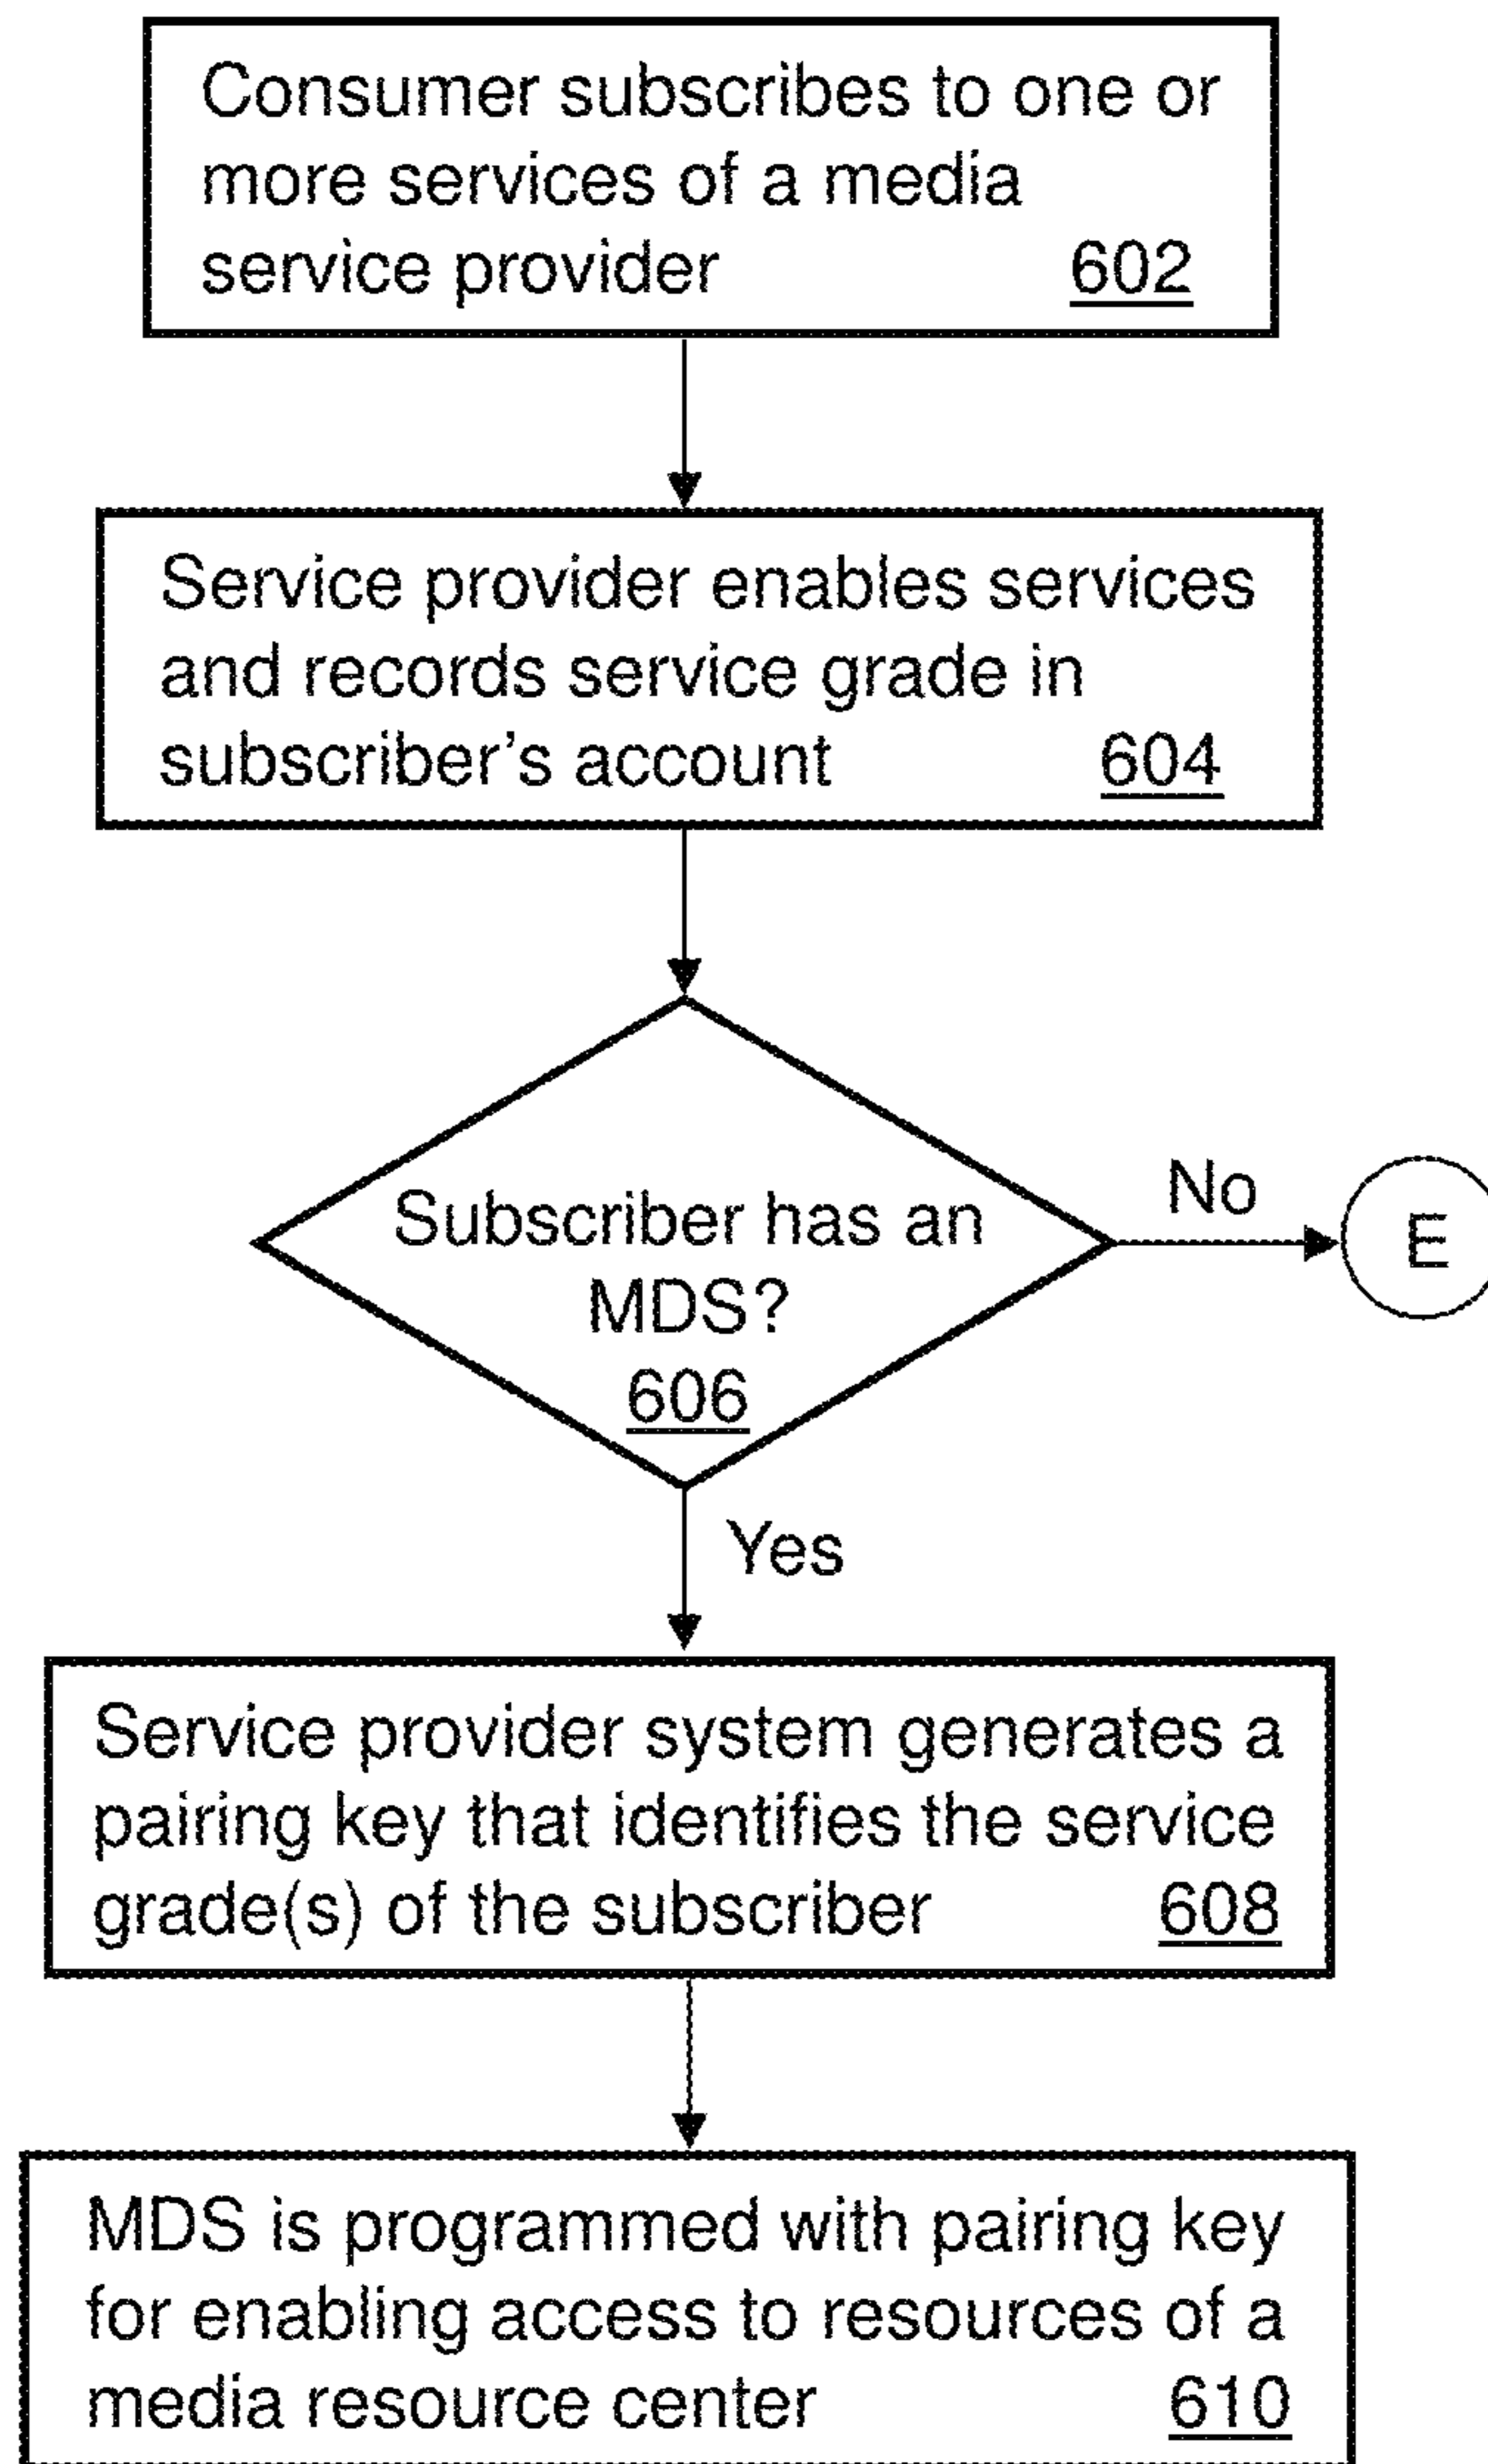 Consumer subscribes to one or
more services of a media
service provider 602
Service provider enables services
and records service grade in
subscriber's account 604
Subscriber has an
MDS?
606
No
E
Yes
Service provider system generates a
pairing key that identifies the service
grade(s) of the subscriber 608
MDS is programmed with pairing key
for enabling access to resources of a
media resource center 610